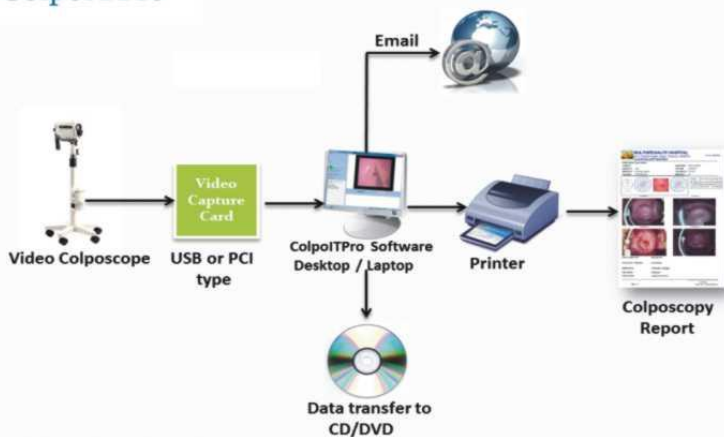 Email
Video
Capture
Card
Video Colposcope
USB or PCI
type
ColpoITPro Software
Desktop / Laptop
Printer
Colposcopy
Report
Data transfer to
CD/DVD